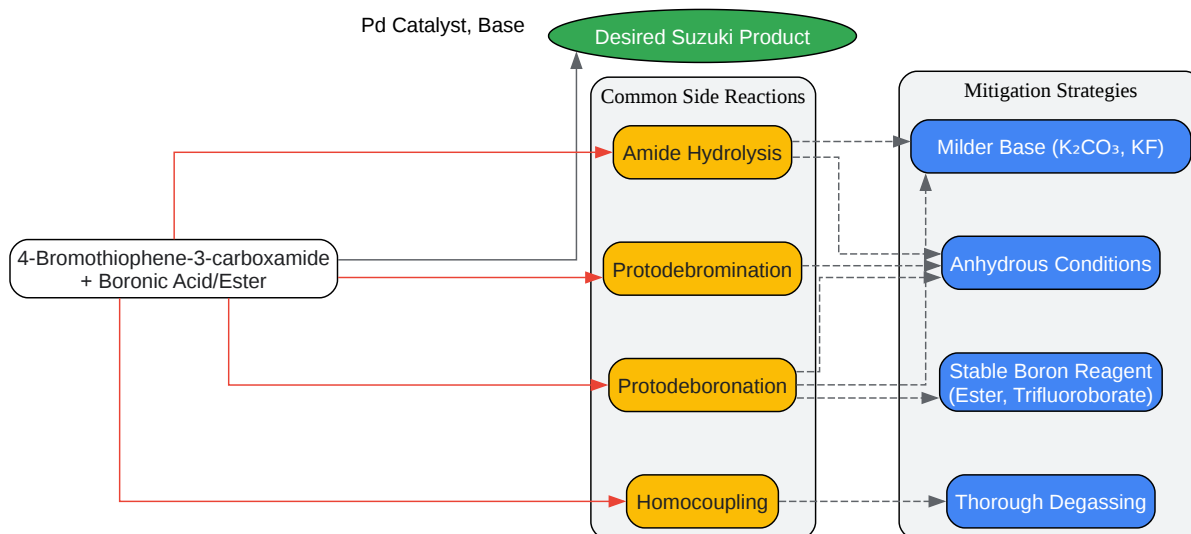 Pd Catalyst, Base
Desired Suzuki Product
Common Side Reactions
Mitigation Strategies
Amide Hydrolysis
Milder Base (K₂CO₃, KF)
4-Bromothiophene-3-carboxamide
+ Boronic Acid/Ester
Protodebromination
Anhydrous Conditions
Protodeboronation
Stable Boron Reagent
(Ester, Trifluoroborate)
Homocoupling
Thorough Degassing